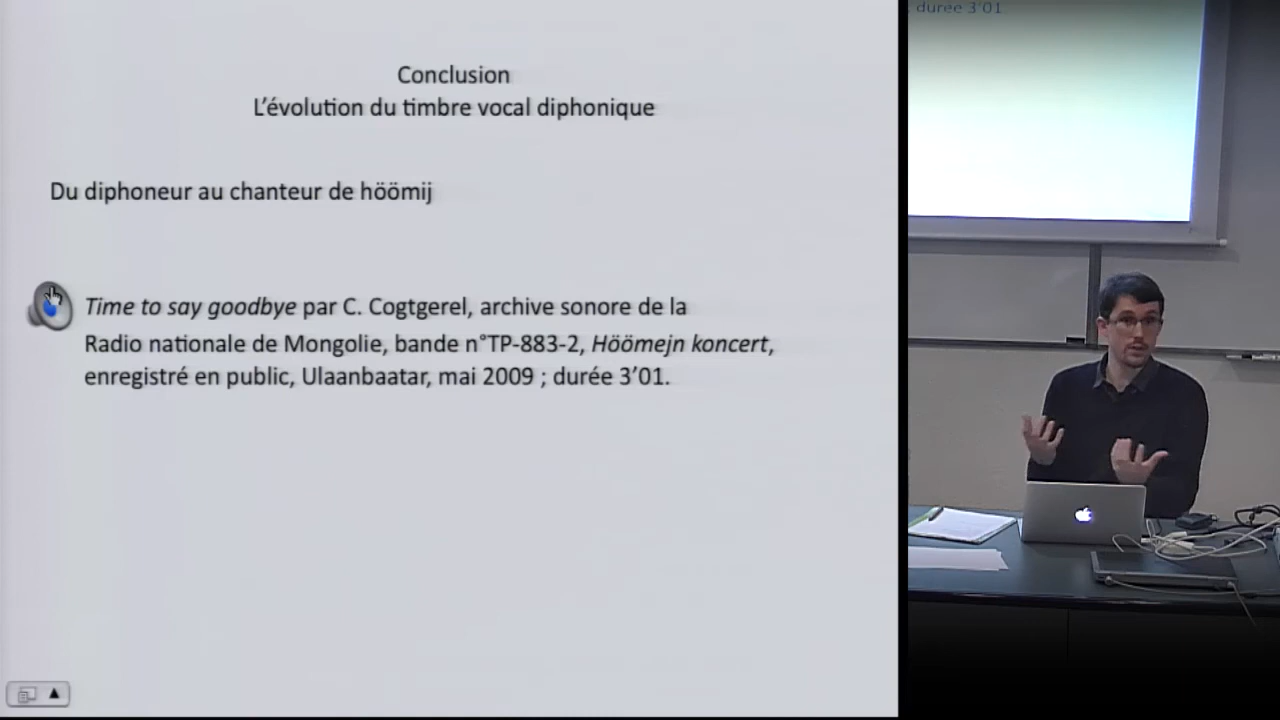 Conclusion
L'évolution du timbre vocal diphonique
Du diphoneur au chanteur de höömij
Time to say goodbye par C. Cogtgerel, archive sonore de la
Radio nationale de Mongolie, bande n°TP-883-2, Höömejn koncert,
enregistré en public, Ulaanbaatar, mai 2009 ; durée 3'01.
durée 3'01